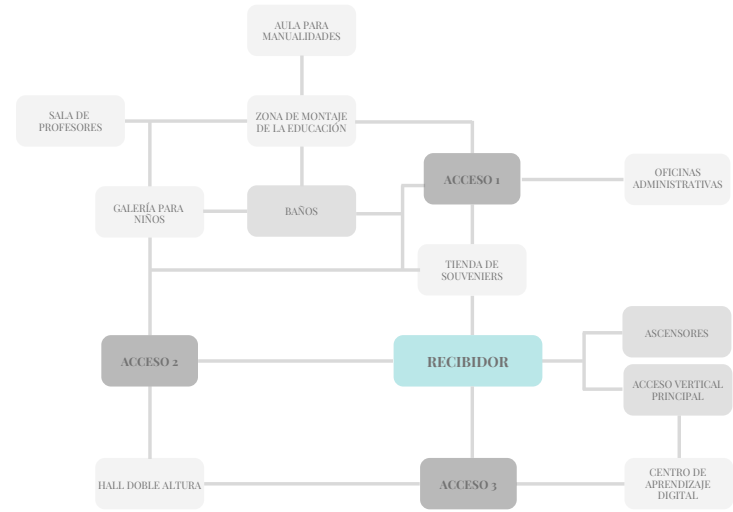 AULA PARA
MANUALIDADES
SALA DE
PROFESORES
ZONA DE MONTAJE
DE LA EDUCACIÓN
ACCESO 1
OFICINAS
ADMINISTRATIVAS
GALERÍA PARA
NIÑOS
BAÑOS
TIENDA DE
SOUVENIERS
ASCENSORES
ACCESO 2
RECIBIDOR
ACCESO VERTICAL
PRINCIPAL
HALL DOBLE ALTURA
ACCESO 3
CENTRO DE
APRENDIZAJE
DIGITAL